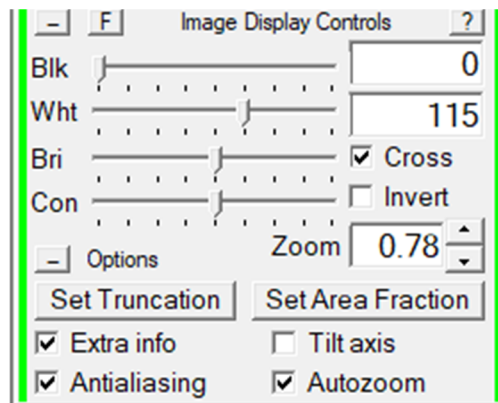 – F Image Display Controls ?
Blk 0
Wht 115
Bri Cross
Con Invert
Zoom 0.78
– Options
Set Truncation Set Area Fraction
Extra info Tilt axis
Antialiasing Autozoom